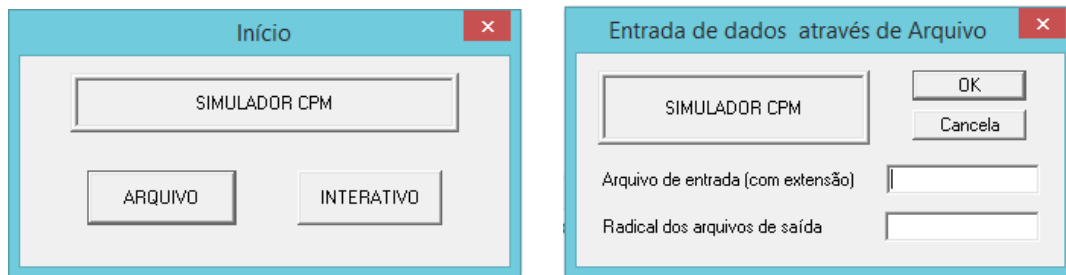 Início
SIMULADOR CPM
ARQUIVO
INTERATIVO
Entrada de dados através de Arquivo
SIMULADOR CPM
OK
Cancela
Arquivo de entrada (com extensão)
Radical dos arquivos de saída